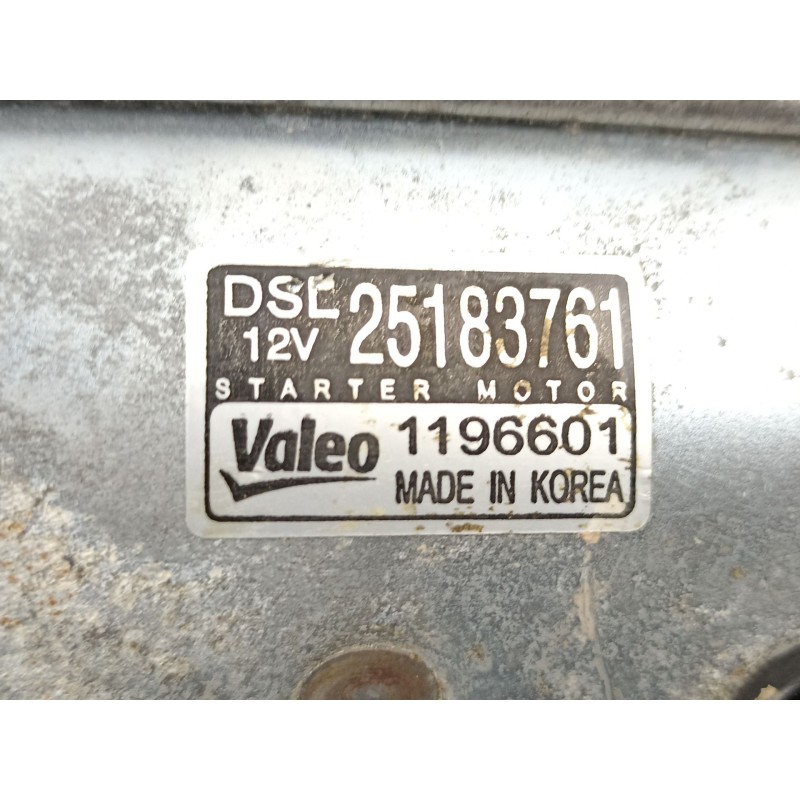 DSL 25183761
12V
STARTER MOTOR
Valeo 1196601
MADE IN KOREA